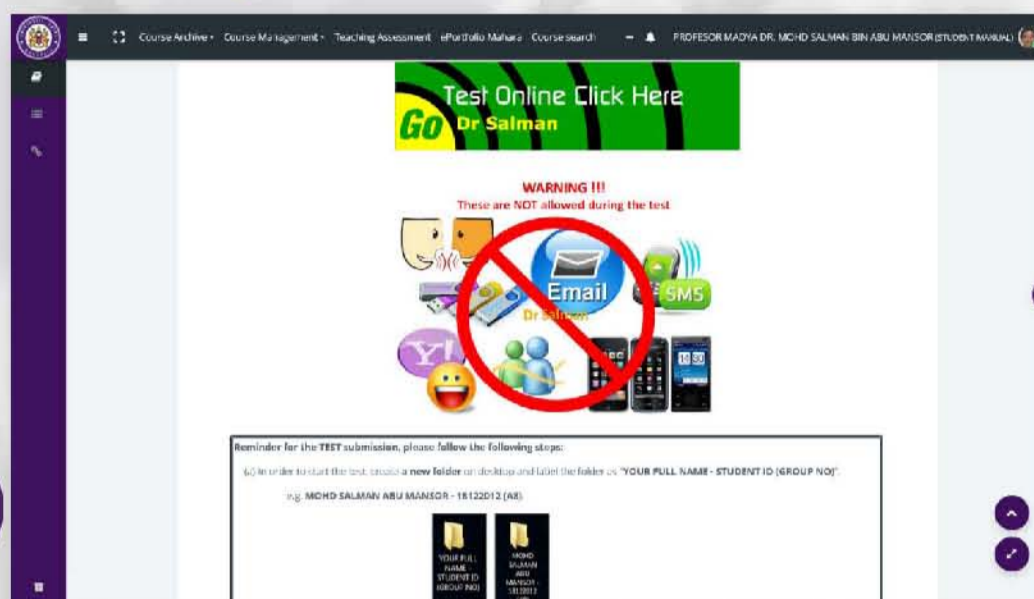 Course Archive Course Management Teaching Assessment ePortfolio Mahara Course search PROFESOR MADYA DR. MOHD SALMAN BIN ABU MANSOR (STUDENT MANUAL)
Test Online Click Here
Go Dr Salman
WARNING !!!
These are NOT allowed during the test
Email
SMS
Dr Salman
Y!
Reminder for the TEST submission, please follow the following steps:
(a) In order to start the test, create a new folder on desktop and label the folder as "YOUR FULL NAME - STUDENT ID (GROUP NO)".
e.g. MOHD SALMAN ABU MANSOR - 18122012 (A8)
YOUR FULL
NAME
STUDENT ID
(GROUP NO)
MOHD
SALMAN
ABU
MANSOR -
18122012